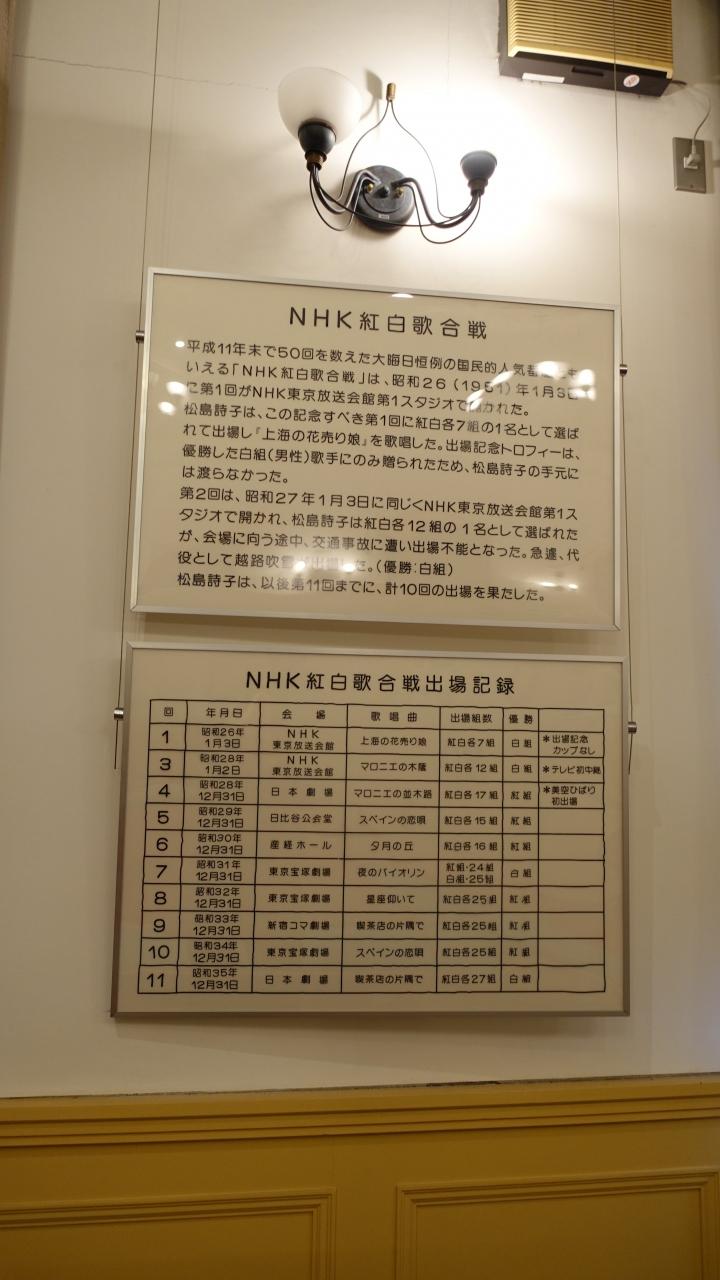 NHK紅白歌合戦
平成11年末で50回を数えた大晦日恒例の国民的人気番
いえる「NHK紅白歌合戦」は、昭和26（1951）年1月3日
に第1回がNHK東京放送会館第1スタジオで開かれた。
松島詩子は、この記念すべき第1回に紅白各7組の1名として選ば
れて出場し『上海の花売り娘』を歌唱した。出場記念トロフィーは、
優勝した白組（男性）歌手にのみ贈られたため、松島詩子の手元に
は渡らなかった。
第2回は、昭和27年1月3日に同じくNHK東京放送会館第1ス
タジオで開かれ、松島詩子は紅白各12組の1名として選ばれた
が、会場に向う途中、交通事故に遭い出場不能となった。急遽、代
役として越路吹雪が出場した。（優勝：白組）
松島詩子は、以後第11回までに、計10回の出場を果たした。
NHK紅白歌合戦出場記録
回 年月日 会場 歌唱曲 出場組数 優勝
1 昭和26年1月3日 NHK東京放送会館 上海の花売り娘 紅白各7組 白組 ＊出場記念カップなし
3 昭和28年1月2日 NHK東京放送会館 マロニエの木蔭 紅白各12組 白組 ＊テレビ初中継
4 昭和28年12月31日 日本劇場 マロニエの並木路 紅白各17組 紅組 ＊美空ひばり初出場
5 昭和29年12月31日 日比谷公会堂 スペインの恋唄 紅白各15組 紅組
6 昭和30年12月31日 産経ホール 夕月の丘 紅白各16組 紅組
7 昭和31年12月31日 東京宝塚劇場 夜のバイオリン 紅組・24組 白組・25組 白組
8 昭和32年12月31日 東京宝塚劇場 星座仰いて 紅白各25組 紅組
9 昭和33年12月31日 新宿コマ劇場 喫茶店の片隅で 紅白各25組 紅組
10 昭和34年12月31日 東京宝塚劇場 スペインの恋唄 紅白各25組 紅組
11 昭和35年12月31日 日本劇場 喫茶店の片隅で 紅白各27組 白組